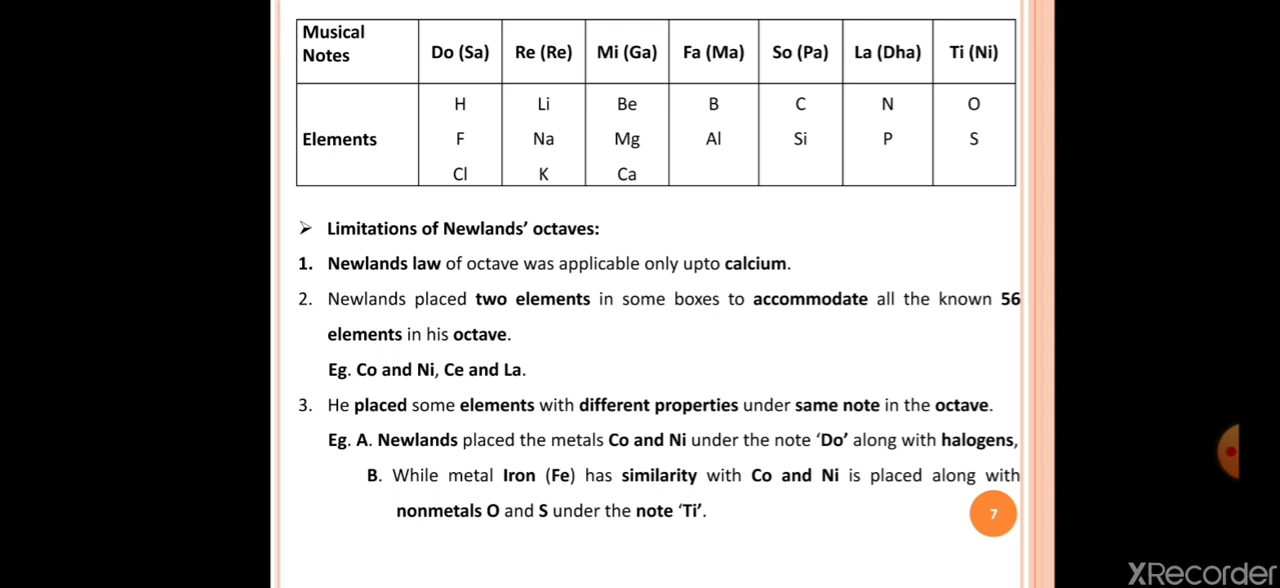 Musical
Notes
Do (Sa) Re (Re) Mi (Ga) Fa (Ma) So (Pa) La (Dha) Ti (Ni)
H Li Be B C N O
Elements F Na Mg Al Si P S
Cl K Ca
➢ Limitations of Newlands’ octaves:
1. Newlands law of octave was applicable only upto calcium.
2. Newlands placed two elements in some boxes to accommodate all the known 56
elements in his octave.
Eg. Co and Ni, Ce and La.
3. He placed some elements with different properties under same note in the octave.
Eg. A. Newlands placed the metals Co and Ni under the note ‘Do’ along with halogens,
B. While metal Iron (Fe) has similarity with Co and Ni is placed along with
nonmetals O and S under the note ‘Ti’.
7
XRecorder